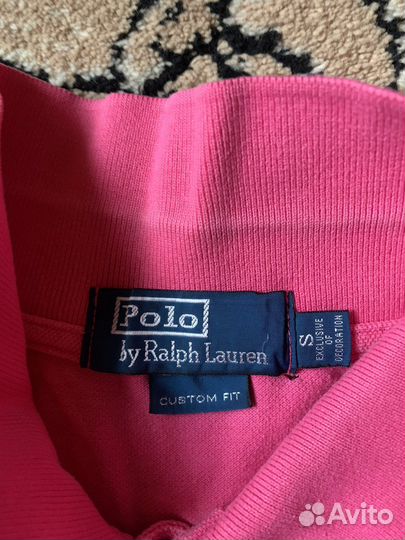 Polo
by Ralph Lauren
CUSTOM FIT
S
EXCLUSIVE
OF
DECORATION
Avito